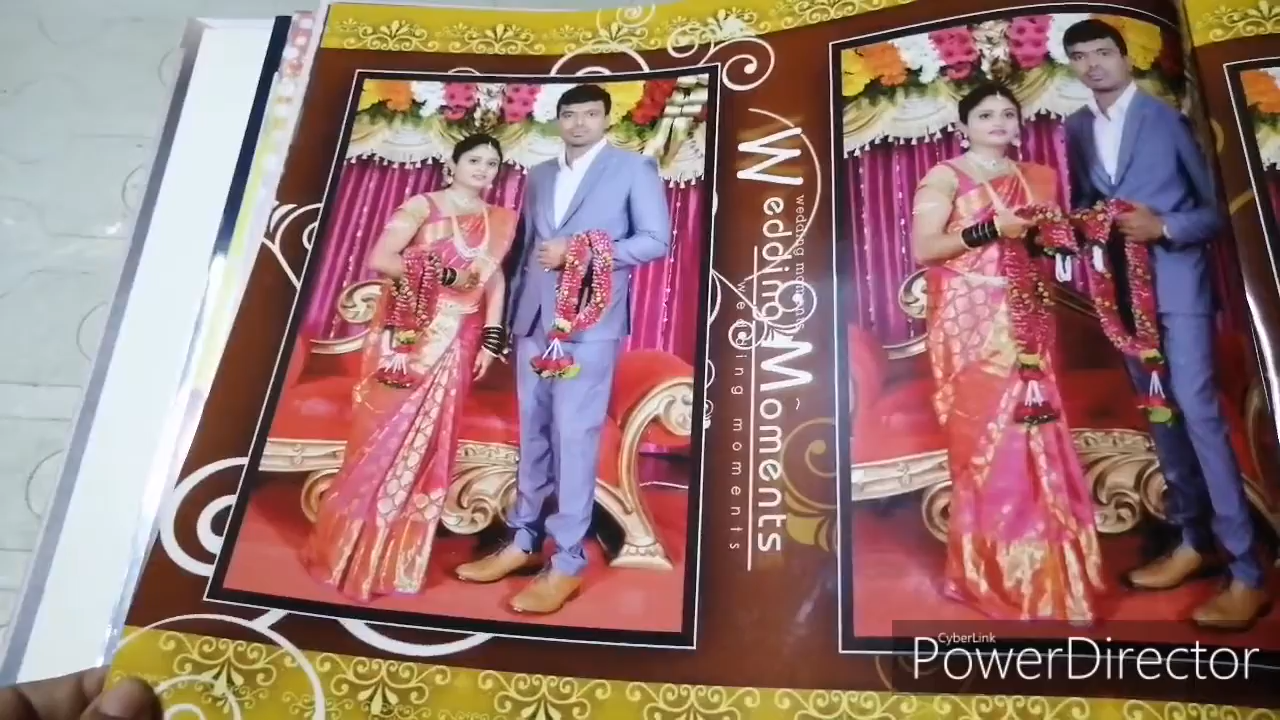 Wedding Moments ~
wedding moments
wedding moments
CyberLink
PowerDirector